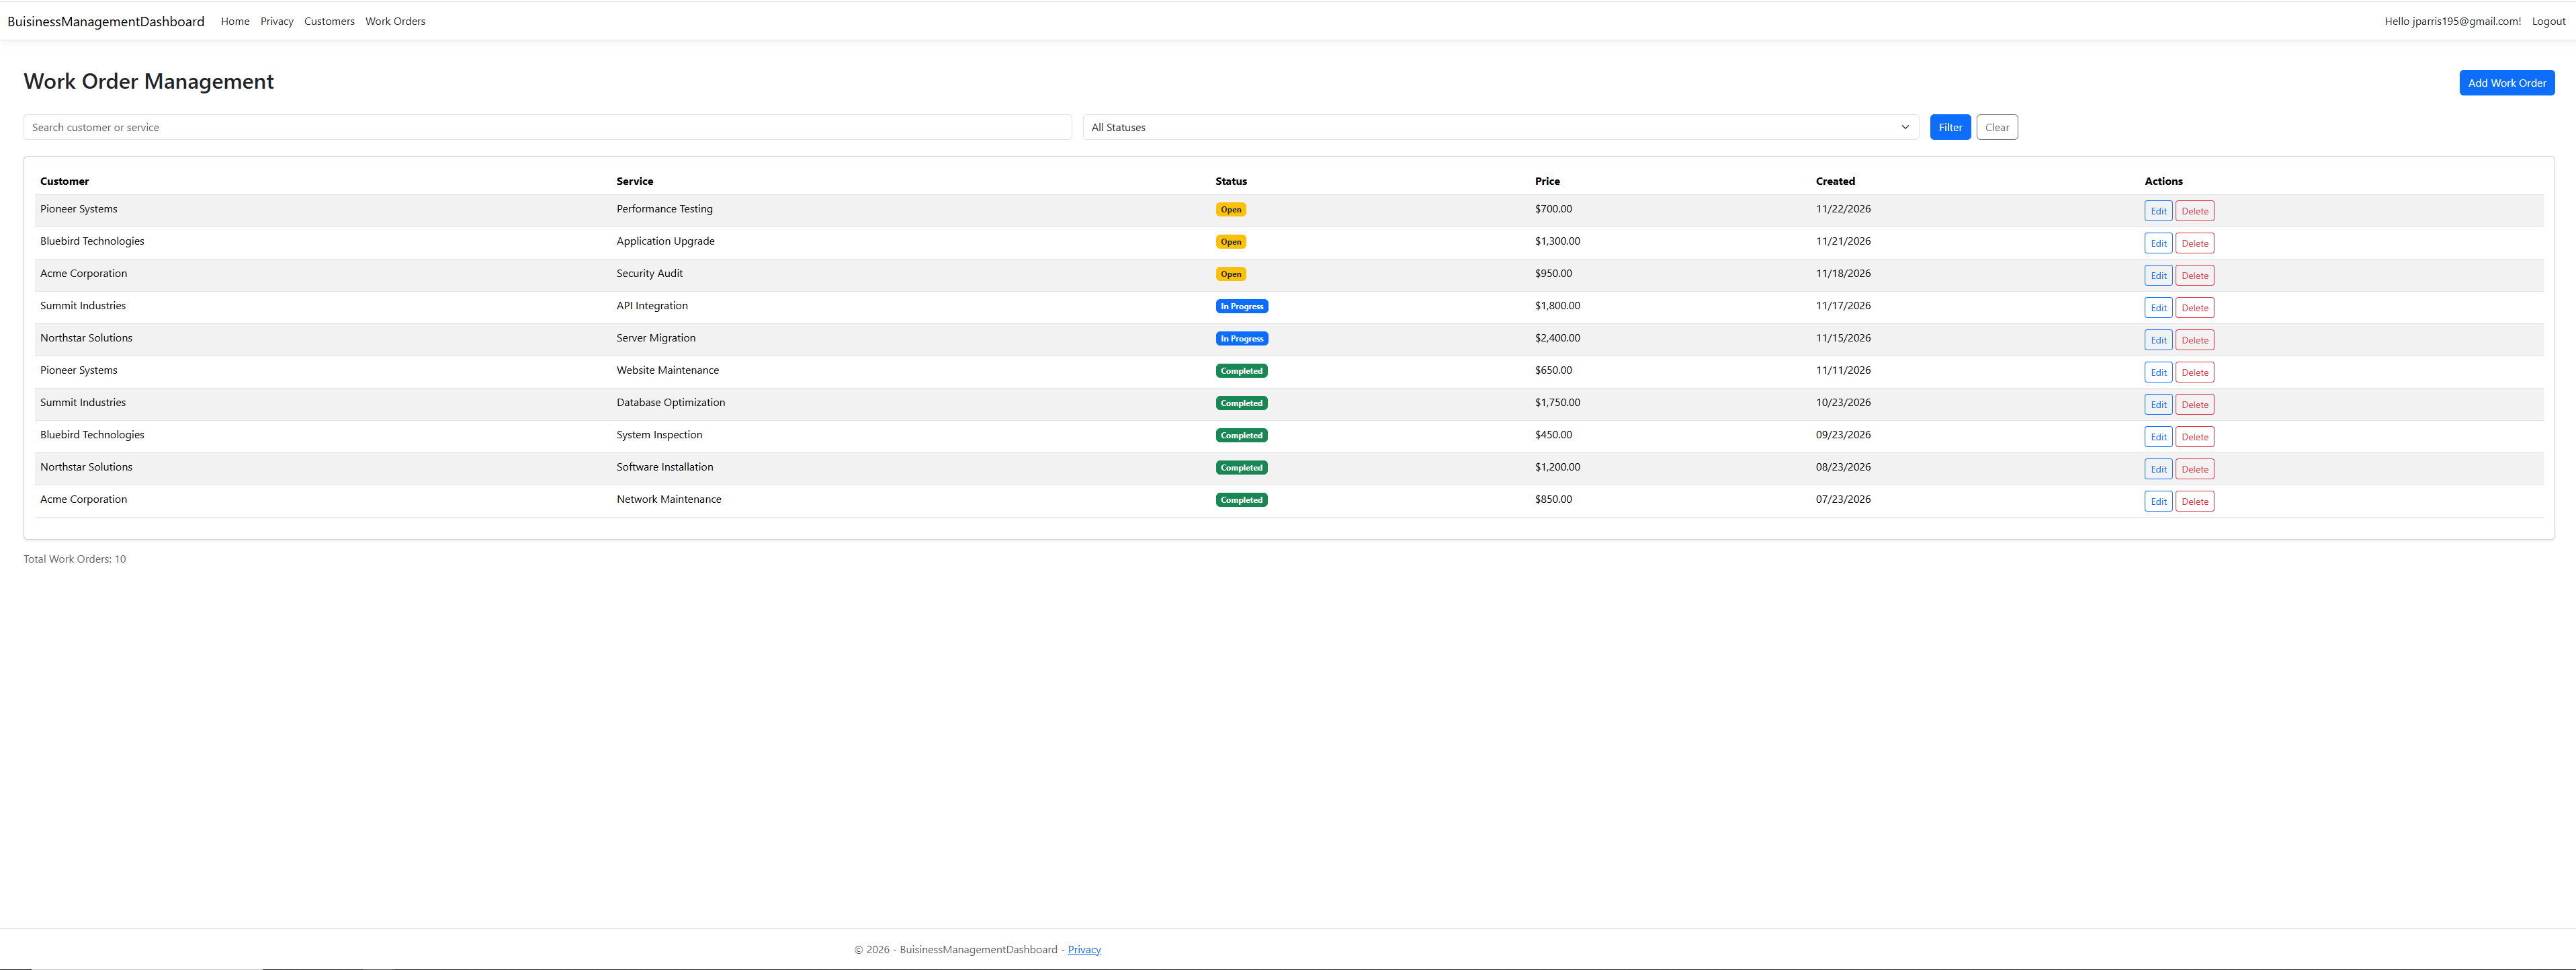 BuisinessManagementDashboard Home Privacy Customers Work Orders Hello jparris195@gmail.com! Logout
Work Order Management Add Work Order
Search customer or service All Statuses Filter Clear
Customer Service Status Price Created Actions
Pioneer Systems Performance Testing Open $700.00 11/22/2026 Edit Delete
Bluebird Technologies Application Upgrade Open $1,300.00 11/21/2026 Edit Delete
Acme Corporation Security Audit Open $950.00 11/18/2026 Edit Delete
Summit Industries API Integration In Progress $1,800.00 11/17/2026 Edit Delete
Northstar Solutions Server Migration In Progress $2,400.00 11/15/2026 Edit Delete
Pioneer Systems Website Maintenance Completed $650.00 11/11/2026 Edit Delete
Summit Industries Database Optimization Completed $1,750.00 10/23/2026 Edit Delete
Bluebird Technologies System Inspection Completed $450.00 09/23/2026 Edit Delete
Northstar Solutions Software Installation Completed $1,200.00 08/23/2026 Edit Delete
Acme Corporation Network Maintenance Completed $850.00 07/23/2026 Edit Delete
Total Work Orders: 10
© 2026 - BuisinessManagementDashboard - Privacy